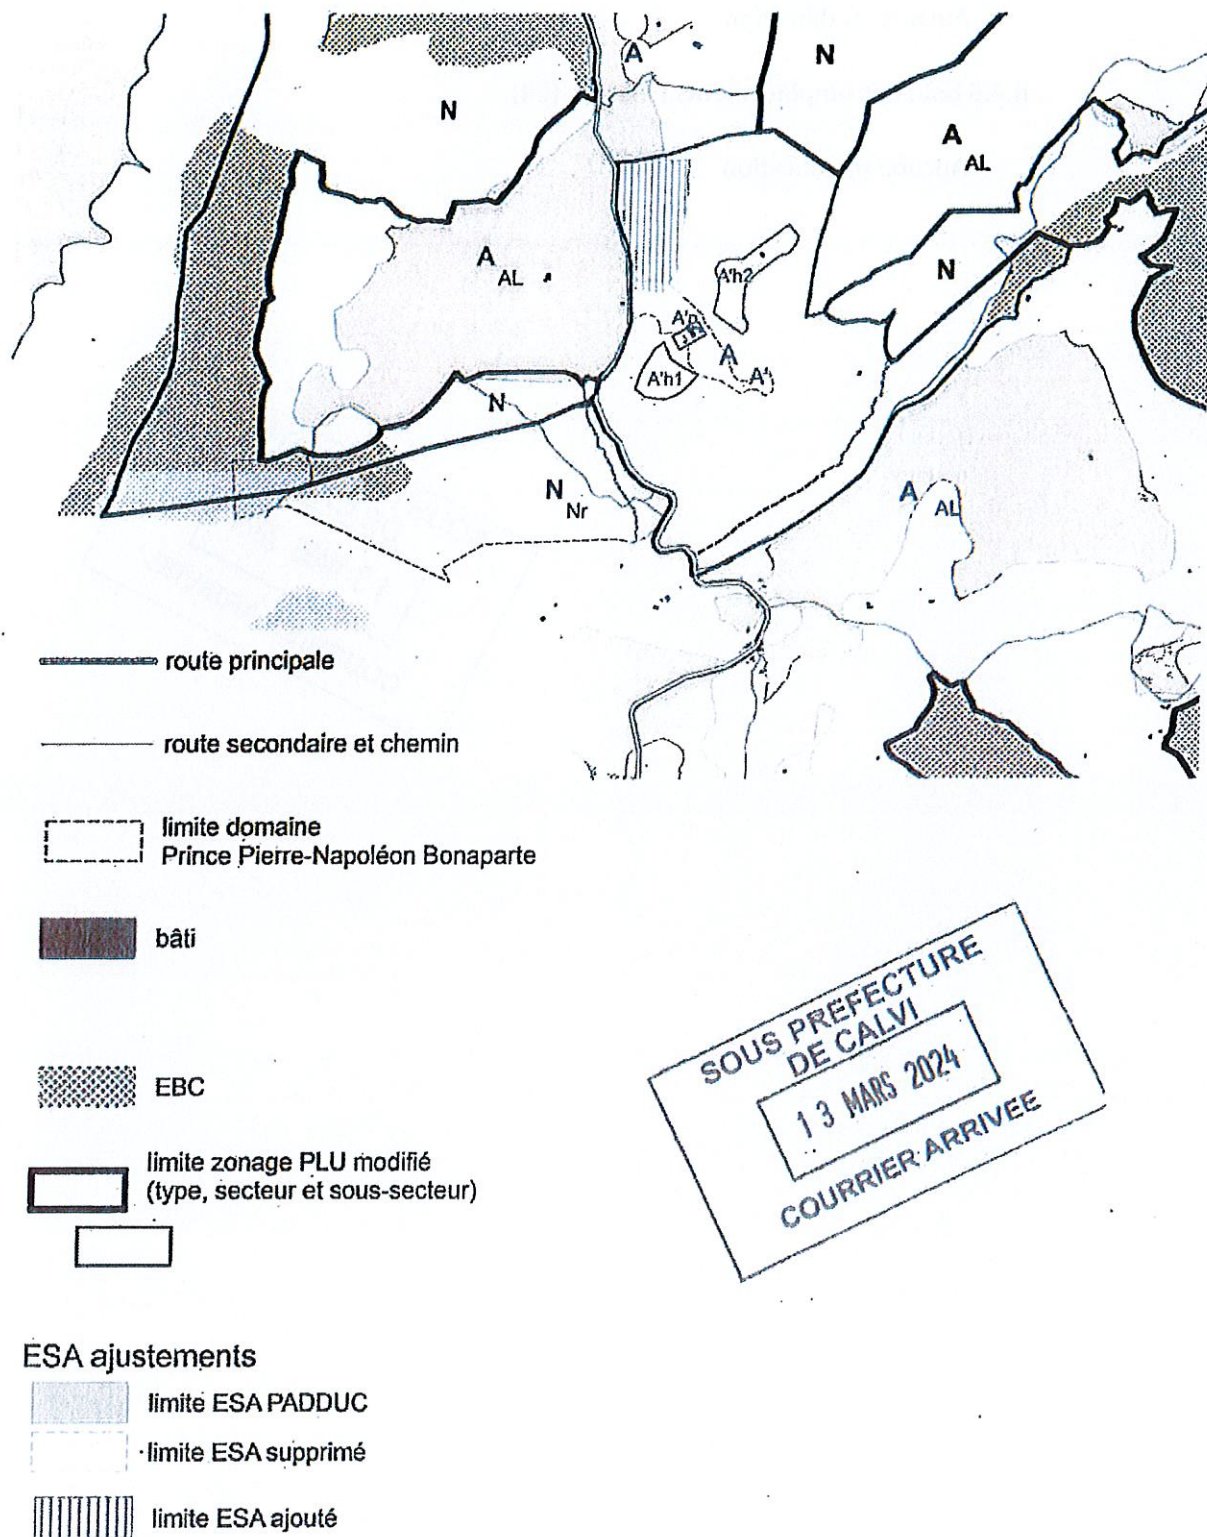 A
N
N
A
AL
A
AL
N
A'h2
A'h1
A
A'
N
N
Nr
A
AL
route principale
route secondaire et chemin
limite domaine
Prince Pierre-Napoléon Bonaparte
bâti
EBC
limite zonage PLU modifié
(type, secteur et sous-secteur)
SOUS PREFECTURE
DE CALVI
13 MARS 2024
COURRIER ARRIVEE
ESA ajustements
limite ESA PADDUC
limite ESA supprimé
limite ESA ajouté